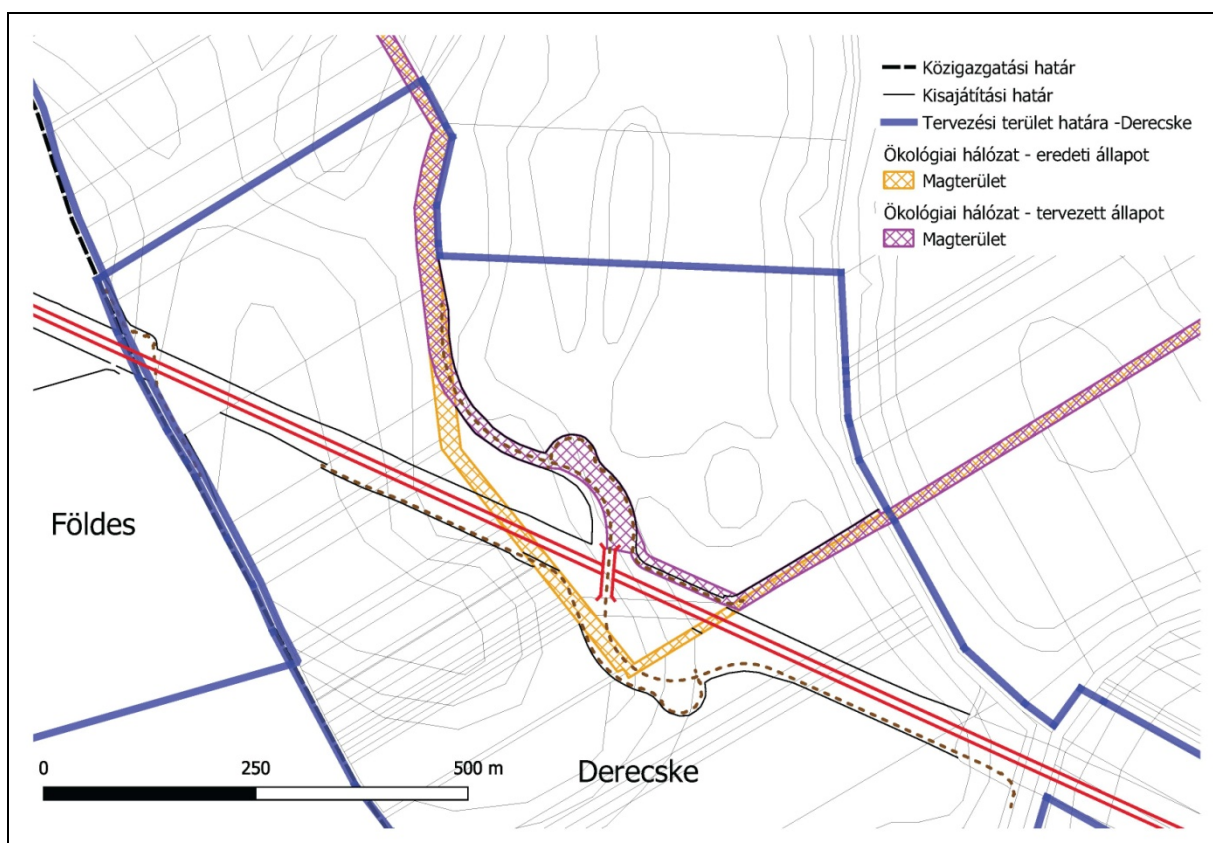 Közigazgatási határ
Kisajátítási határ
Tervezési terület határa -Derecske
Ökológiai hálózat - eredeti állapot
Magterület
Ökológiai hálózat - tervezett állapot
Magterület
Földes
Derecske
0 250 500 m